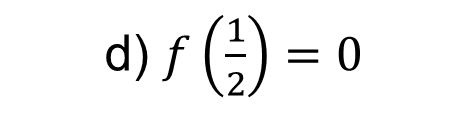 d) f(1/2) = 0